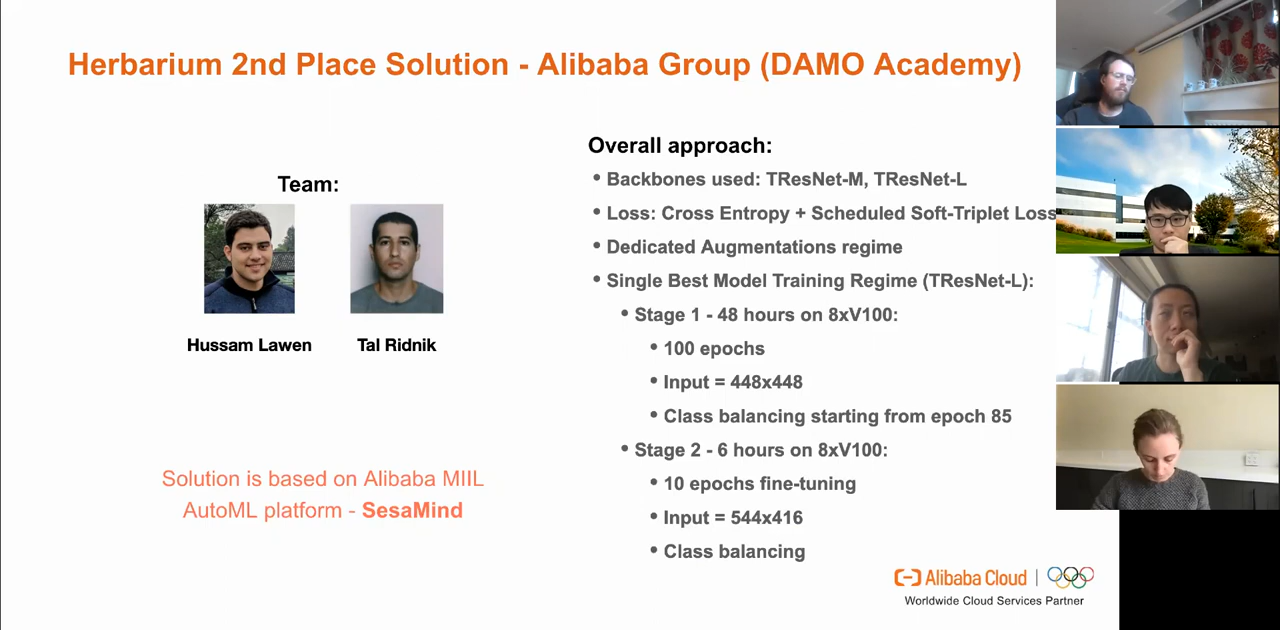 Herbarium 2nd Place Solution - Alibaba Group (DAMO Academy)
Team:
Hussam Lawen
Tal Ridnik
Solution is based on Alibaba MIIL
AutoML platform - SesaMind
Overall approach:
• Backbones used: TResNet-M, TResNet-L
• Loss: Cross Entropy + Scheduled Soft-Triplet Loss
• Dedicated Augmentations regime
• Single Best Model Training Regime (TResNet-L):
• Stage 1 - 48 hours on 8xV100:
• 100 epochs
• Input = 448x448
• Class balancing starting from epoch 85
• Stage 2 - 6 hours on 8xV100:
• 10 epochs fine-tuning
• Input = 544x416
• Class balancing
Alibaba Cloud
Worldwide Cloud Services Partner